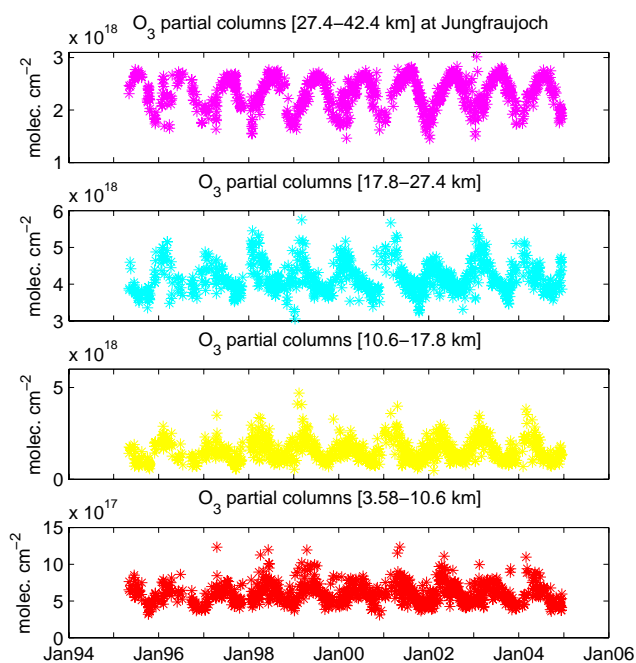 O3 partial columns [27.4−42.4 km] at Jungfraujoch
x 10^18
3
2
1
molec. cm−2
O3 partial columns [17.8−27.4 km]
x 10^18
6
5
4
3
molec. cm−2
O3 partial columns [10.6−17.8 km]
x 10^18
5
0
molec. cm−2
O3 partial columns [3.58−10.6 km]
x 10^17
15
10
5
0
molec. cm−2
Jan94 Jan96 Jan98 Jan00 Jan02 Jan04 Jan06